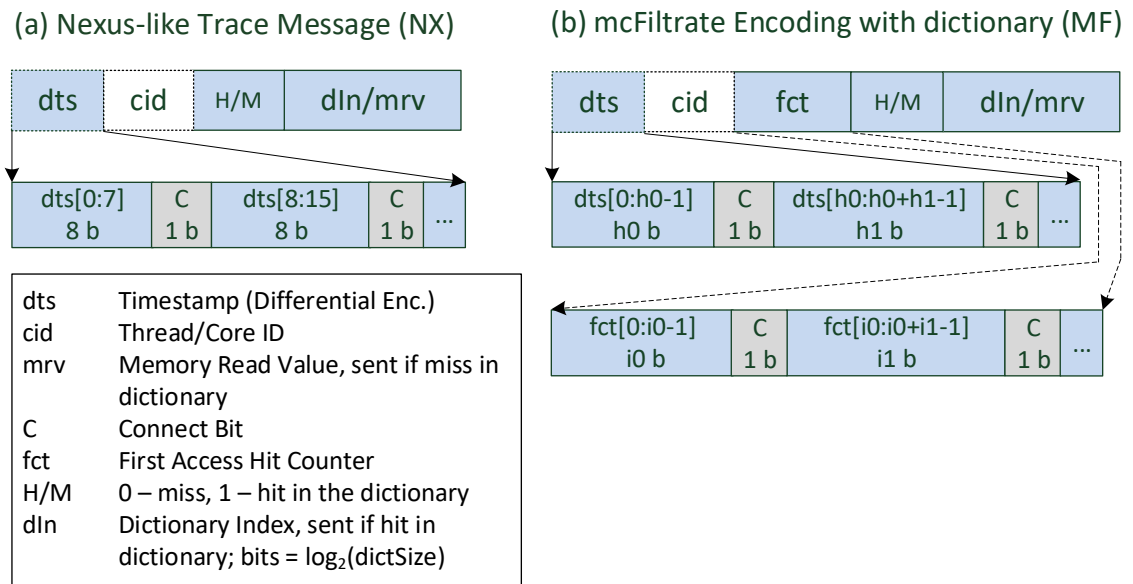 (a) Nexus-like Trace Message (NX)
dts cid H/M dIn/mrv
dts[0:7] C dts[8:15] C ...
8 b 1 b 8 b 1 b
dts Timestamp (Differential Enc.)
cid Thread/Core ID
mrv Memory Read Value, sent if miss in
dictionary
C Connect Bit
fct First Access Hit Counter
H/M 0 – miss, 1 – hit in the dictionary
dIn Dictionary Index, sent if hit in
dictionary; bits = log₂(dictSize)
(b) mcFiltrate Encoding with dictionary (MF)
dts cid fct H/M dIn/mrv
dts[0:h0-1] C dts[h0:h0+h1-1] C ...
h0 b 1 b h1 b 1 b
fct[0:i0-1] C fct[i0:i0+i1-1] C ...
i0 b 1 b i1 b 1 b